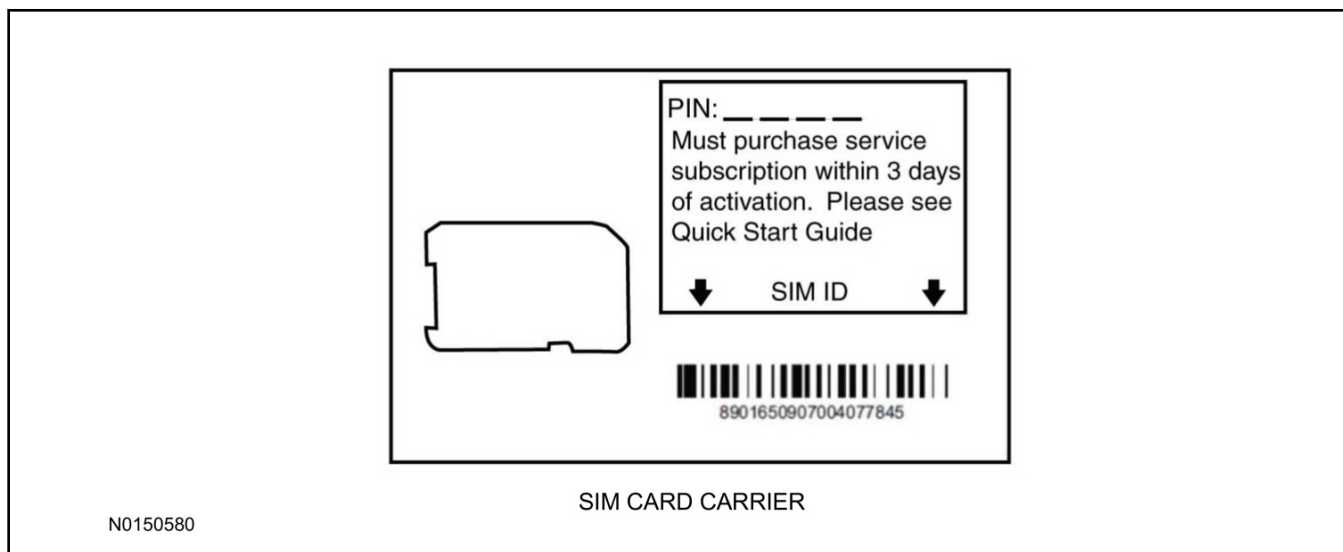 PIN: _ _ _ _
Must purchase service
subscription within 3 days
of activation. Please see
Quick Start Guide
SIM ID
8901650907004077845
SIM CARD CARRIER
N0150580